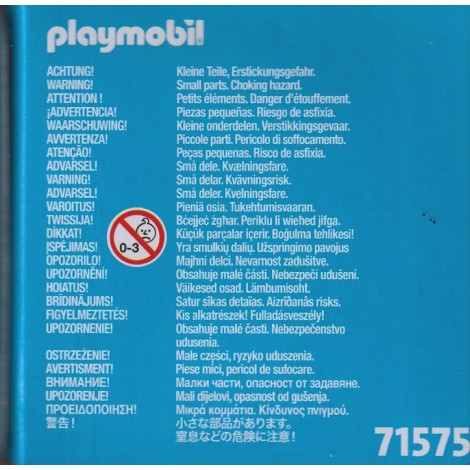 playmobil
ACHTUNG! Kleine Teile, Erstickungsgefahr.
WARNING! Small parts. Choking hazard.
ATTENTION ! Petits éléments. Danger d'étouffement.
¡ADVERTENCIA! Piezas pequeñas. Riesgo de asfixia.
WAARSCHUWING! Kleine onderdelen. Verstikkingsgevaar.
AVVERTENZA! Piccole parti. Pericolo di soffocamento.
ATENÇÃO! Peças pequenas. Risco de asfixia.
ADVARSEL! Små dele. Kvælningsfare.
VARNING! Små delar. Kvävningsrisk.
ADVARSEL! Små deler. Kvelningsfare.
VAROITUS! Pieniä osia. Tukehtumisvaaran.
TWISSIJA! Bċejjeċ żgħar. Periklu li wieħed jifga.
DİKKAT! Küçük parçalar içerir. Boğulma tehlikesi!
ĮSPĖJIMAS! Yra smulkių dalių. Užspringimo pavojus
OPOZORILO! Majhni delci. Nevarnost zadušitve.
UPOZORNĚNÍ! Obsahuje malé části. Nebezpečí udušení.
HOIATUS! Väikesed osad. Lämbumisoht.
BRĪDINĀJUMS! Satur sīkas detaļas. Aizrīšanās risks.
FIGYELMEZTETÉS! Kis alkatrészek! Fulladásveszély!
UPOZORNENIE! Obsahuje malé časti. Nebezpečenstvo
udusenia.
OSTRZEŻENIE! Małe części, ryzyko uduszenia.
AVERTISMENT! Piese mici, pericol de sufocare.
ВНИМАНИЕ! Малки части, опасност от задавяне.
UPOZORENJE! Mali dijelovi, opasnost od gušenja.
ΠΡΟΕΙΔΟΠΟΙΗΣΗ! Μικρά κομμάτια. Κίνδυνος πνιγμού.
警告！ 小さな部品があります。
窒息などの危険に注意！
0-3
71575